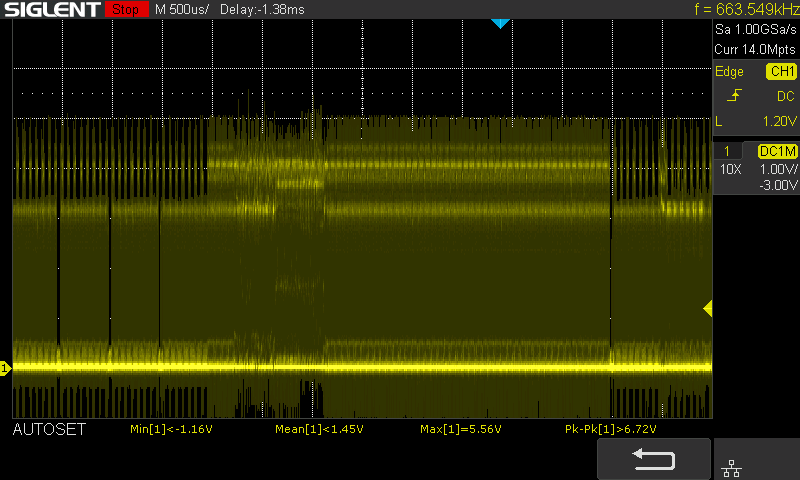 SIGLENT Stop M 500us/ Delay:-1.38ms f = 663.549kHz
Sa 1.00GSa/s
Curr 14.0Mpts
Edge CH1
DC
L 1.20V
1 DC1M
10X 1.00V/
-3.00V
1
AUTOSET Min[1]<-1.16V Mean[1]<1.45V Max[1]=5.56V Pk-Pk[1]>6.72V